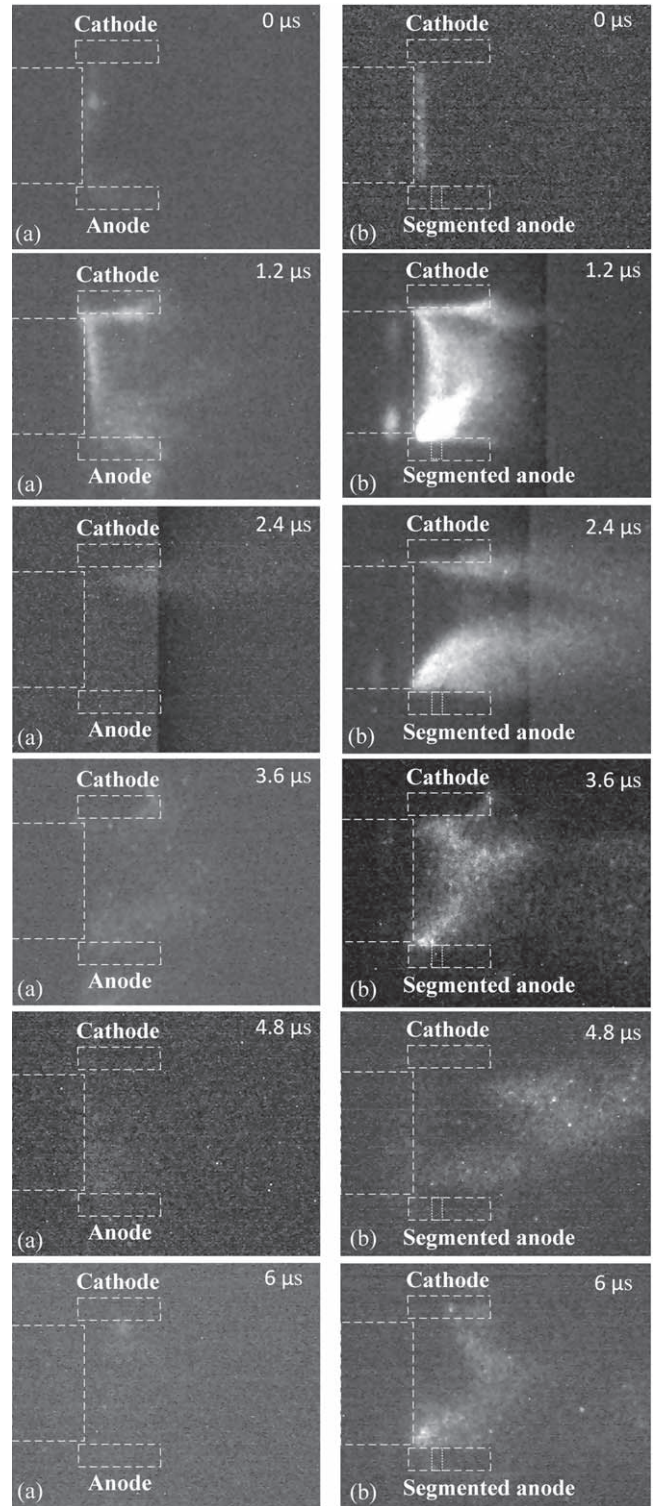 Cathode 0 µs
(a) Anode
Cathode 0 µs
(b) Segmented anode
Cathode 1.2 µs
(a) Anode
Cathode 1.2 µs
(b) Segmented anode
Cathode 2.4 µs
(a) Anode
Cathode 2.4 µs
(b) Segmented anode
Cathode 3.6 µs
(a) Anode
Cathode 3.6 µs
(b) Segmented anode
Cathode 4.8 µs
(a) Anode
Cathode 4.8 µs
(b) Segmented anode
Cathode 6 µs
(a) Anode
Cathode 6 µs
(b) Segmented anode